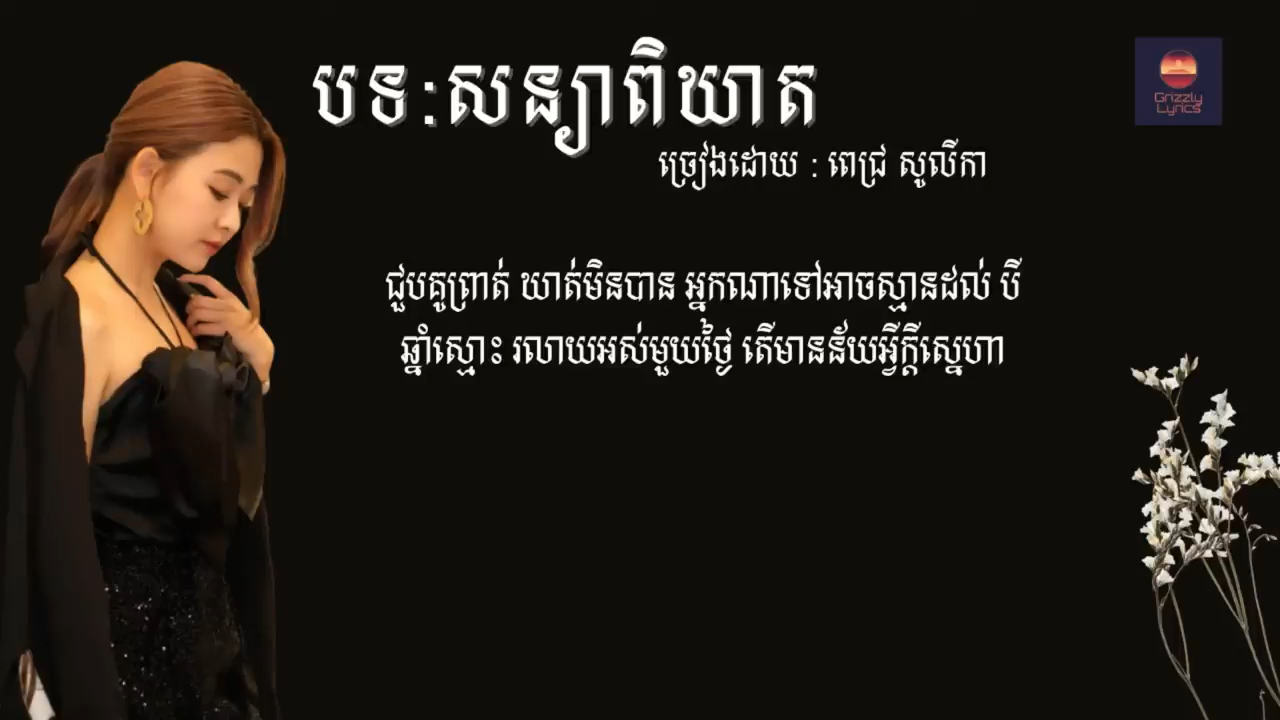 បទ:សន្យាពិឃាត
Grizzly
Lyrics
ច្រៀងដោយ : ពេជ្រ សូលីកា
ជួបគូព្រាត់ ឃាត់មិនបាន អ្នកណាទៅអាចស្មានដល់ បី
ឆ្នាំស្មោះ រលាយអស់មួយថ្ងៃ តើមានន័យអ្វីក្ដីស្នេហា